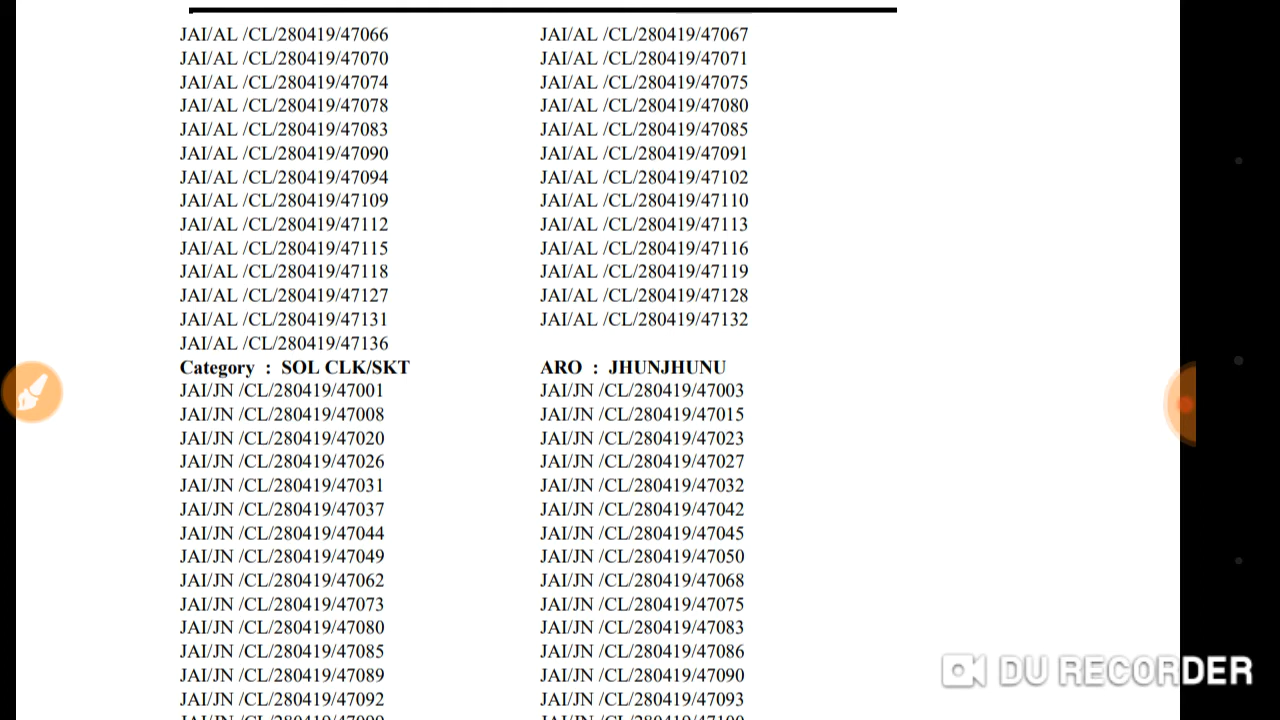 JAI/AL /CL/280419/47066 JAI/AL /CL/280419/47067
JAI/AL /CL/280419/47070 JAI/AL /CL/280419/47071
JAI/AL /CL/280419/47074 JAI/AL /CL/280419/47075
JAI/AL /CL/280419/47078 JAI/AL /CL/280419/47080
JAI/AL /CL/280419/47083 JAI/AL /CL/280419/47085
JAI/AL /CL/280419/47090 JAI/AL /CL/280419/47091
JAI/AL /CL/280419/47094 JAI/AL /CL/280419/47102
JAI/AL /CL/280419/47109 JAI/AL /CL/280419/47110
JAI/AL /CL/280419/47112 JAI/AL /CL/280419/47113
JAI/AL /CL/280419/47115 JAI/AL /CL/280419/47116
JAI/AL /CL/280419/47118 JAI/AL /CL/280419/47119
JAI/AL /CL/280419/47127 JAI/AL /CL/280419/47128
JAI/AL /CL/280419/47131 JAI/AL /CL/280419/47132
JAI/AL /CL/280419/47136
Category : SOL CLK/SKT ARO : JHUNJHUNU
JAI/JN /CL/280419/47001 JAI/JN /CL/280419/47003
JAI/JN /CL/280419/47008 JAI/JN /CL/280419/47015
JAI/JN /CL/280419/47020 JAI/JN /CL/280419/47023
JAI/JN /CL/280419/47026 JAI/JN /CL/280419/47027
JAI/JN /CL/280419/47031 JAI/JN /CL/280419/47032
JAI/JN /CL/280419/47037 JAI/JN /CL/280419/47042
JAI/JN /CL/280419/47044 JAI/JN /CL/280419/47045
JAI/JN /CL/280419/47049 JAI/JN /CL/280419/47050
JAI/JN /CL/280419/47062 JAI/JN /CL/280419/47068
JAI/JN /CL/280419/47073 JAI/JN /CL/280419/47075
JAI/JN /CL/280419/47080 JAI/JN /CL/280419/47083
JAI/JN /CL/280419/47085 JAI/JN /CL/280419/47086
JAI/JN /CL/280419/47089 JAI/JN /CL/280419/47090
JAI/JN /CL/280419/47092 JAI/JN /CL/280419/47093
DU RECORDER